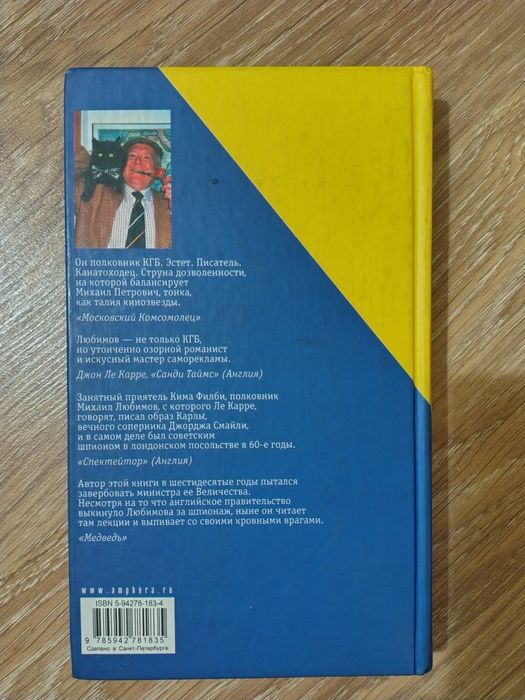 Он полковник КГБ. Эстет. Писатель.
Канатоходец. Струна дозволенности,
на которой балансирует
Михаил Петрович, тонка,
как талия кинозвезды.
«Московский Комсомолец»
Любимов — не только КГБ,
но утонченно озорной романист
и искусный мастер саморекламы.
Джон Ле Карре, «Санди Таймс» (Англия)
Занятный приятель Кима Филби, полковник
Михаил Любимов, с которого Ле Карре,
говорят, писал образ Карлы,
вечного соперника Джорджа Смайли,
и в самом деле был советским
шпионом в лондонском посольстве в 60-е годы.
«Спектейтор» (Англия)
Автор этой книги в шестидесятые годы пытался
завербовать министра ее Величества.
Несмотря на то что английское правительство
выкинуло Любимова за шпионаж, ныне он читает
там лекции и выпивает со своими кровными врагами.
«Медведь»
www.amphora.ru
ISBN 5-94278-183-4
9 785942 781835
Сделано в Санкт-Петербурге